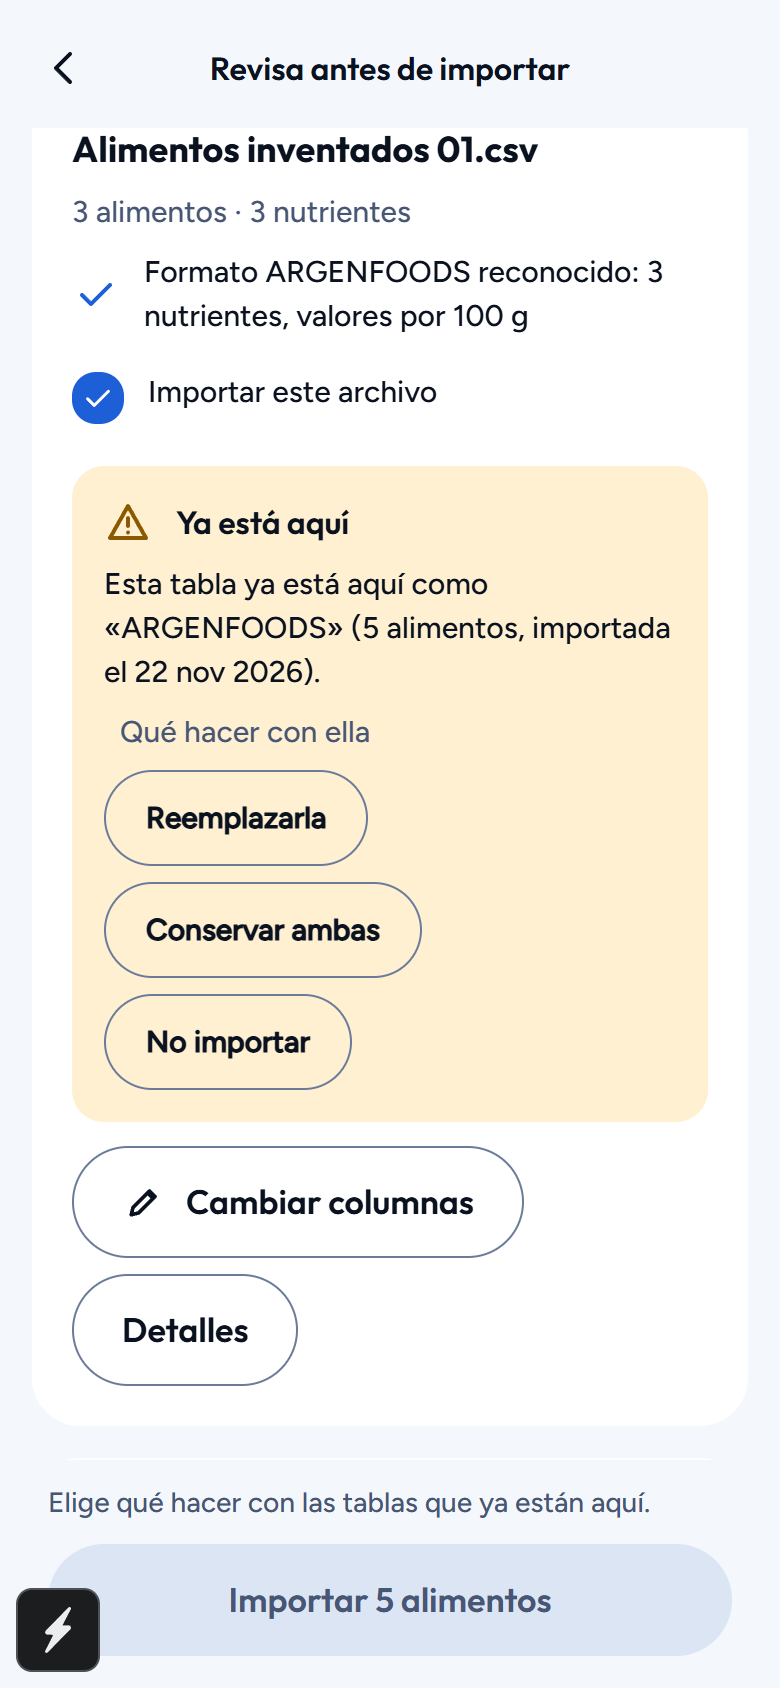 Revisa antes de importar
Alimentos inventados 01.csv
3 alimentos · 3 nutrientes
Formato ARGENFOODS reconocido: 3
nutrientes, valores por 100 g
Importar este archivo
Ya está aquí
Esta tabla ya está aquí como
«ARGENFOODS» (5 alimentos, importada
el 22 nov 2026).
Qué hacer con ella
Reemplazarla
Conservar ambas
No importar
Cambiar columnas
Detalles
Elige qué hacer con las tablas que ya están aquí.
Importar 5 alimentos